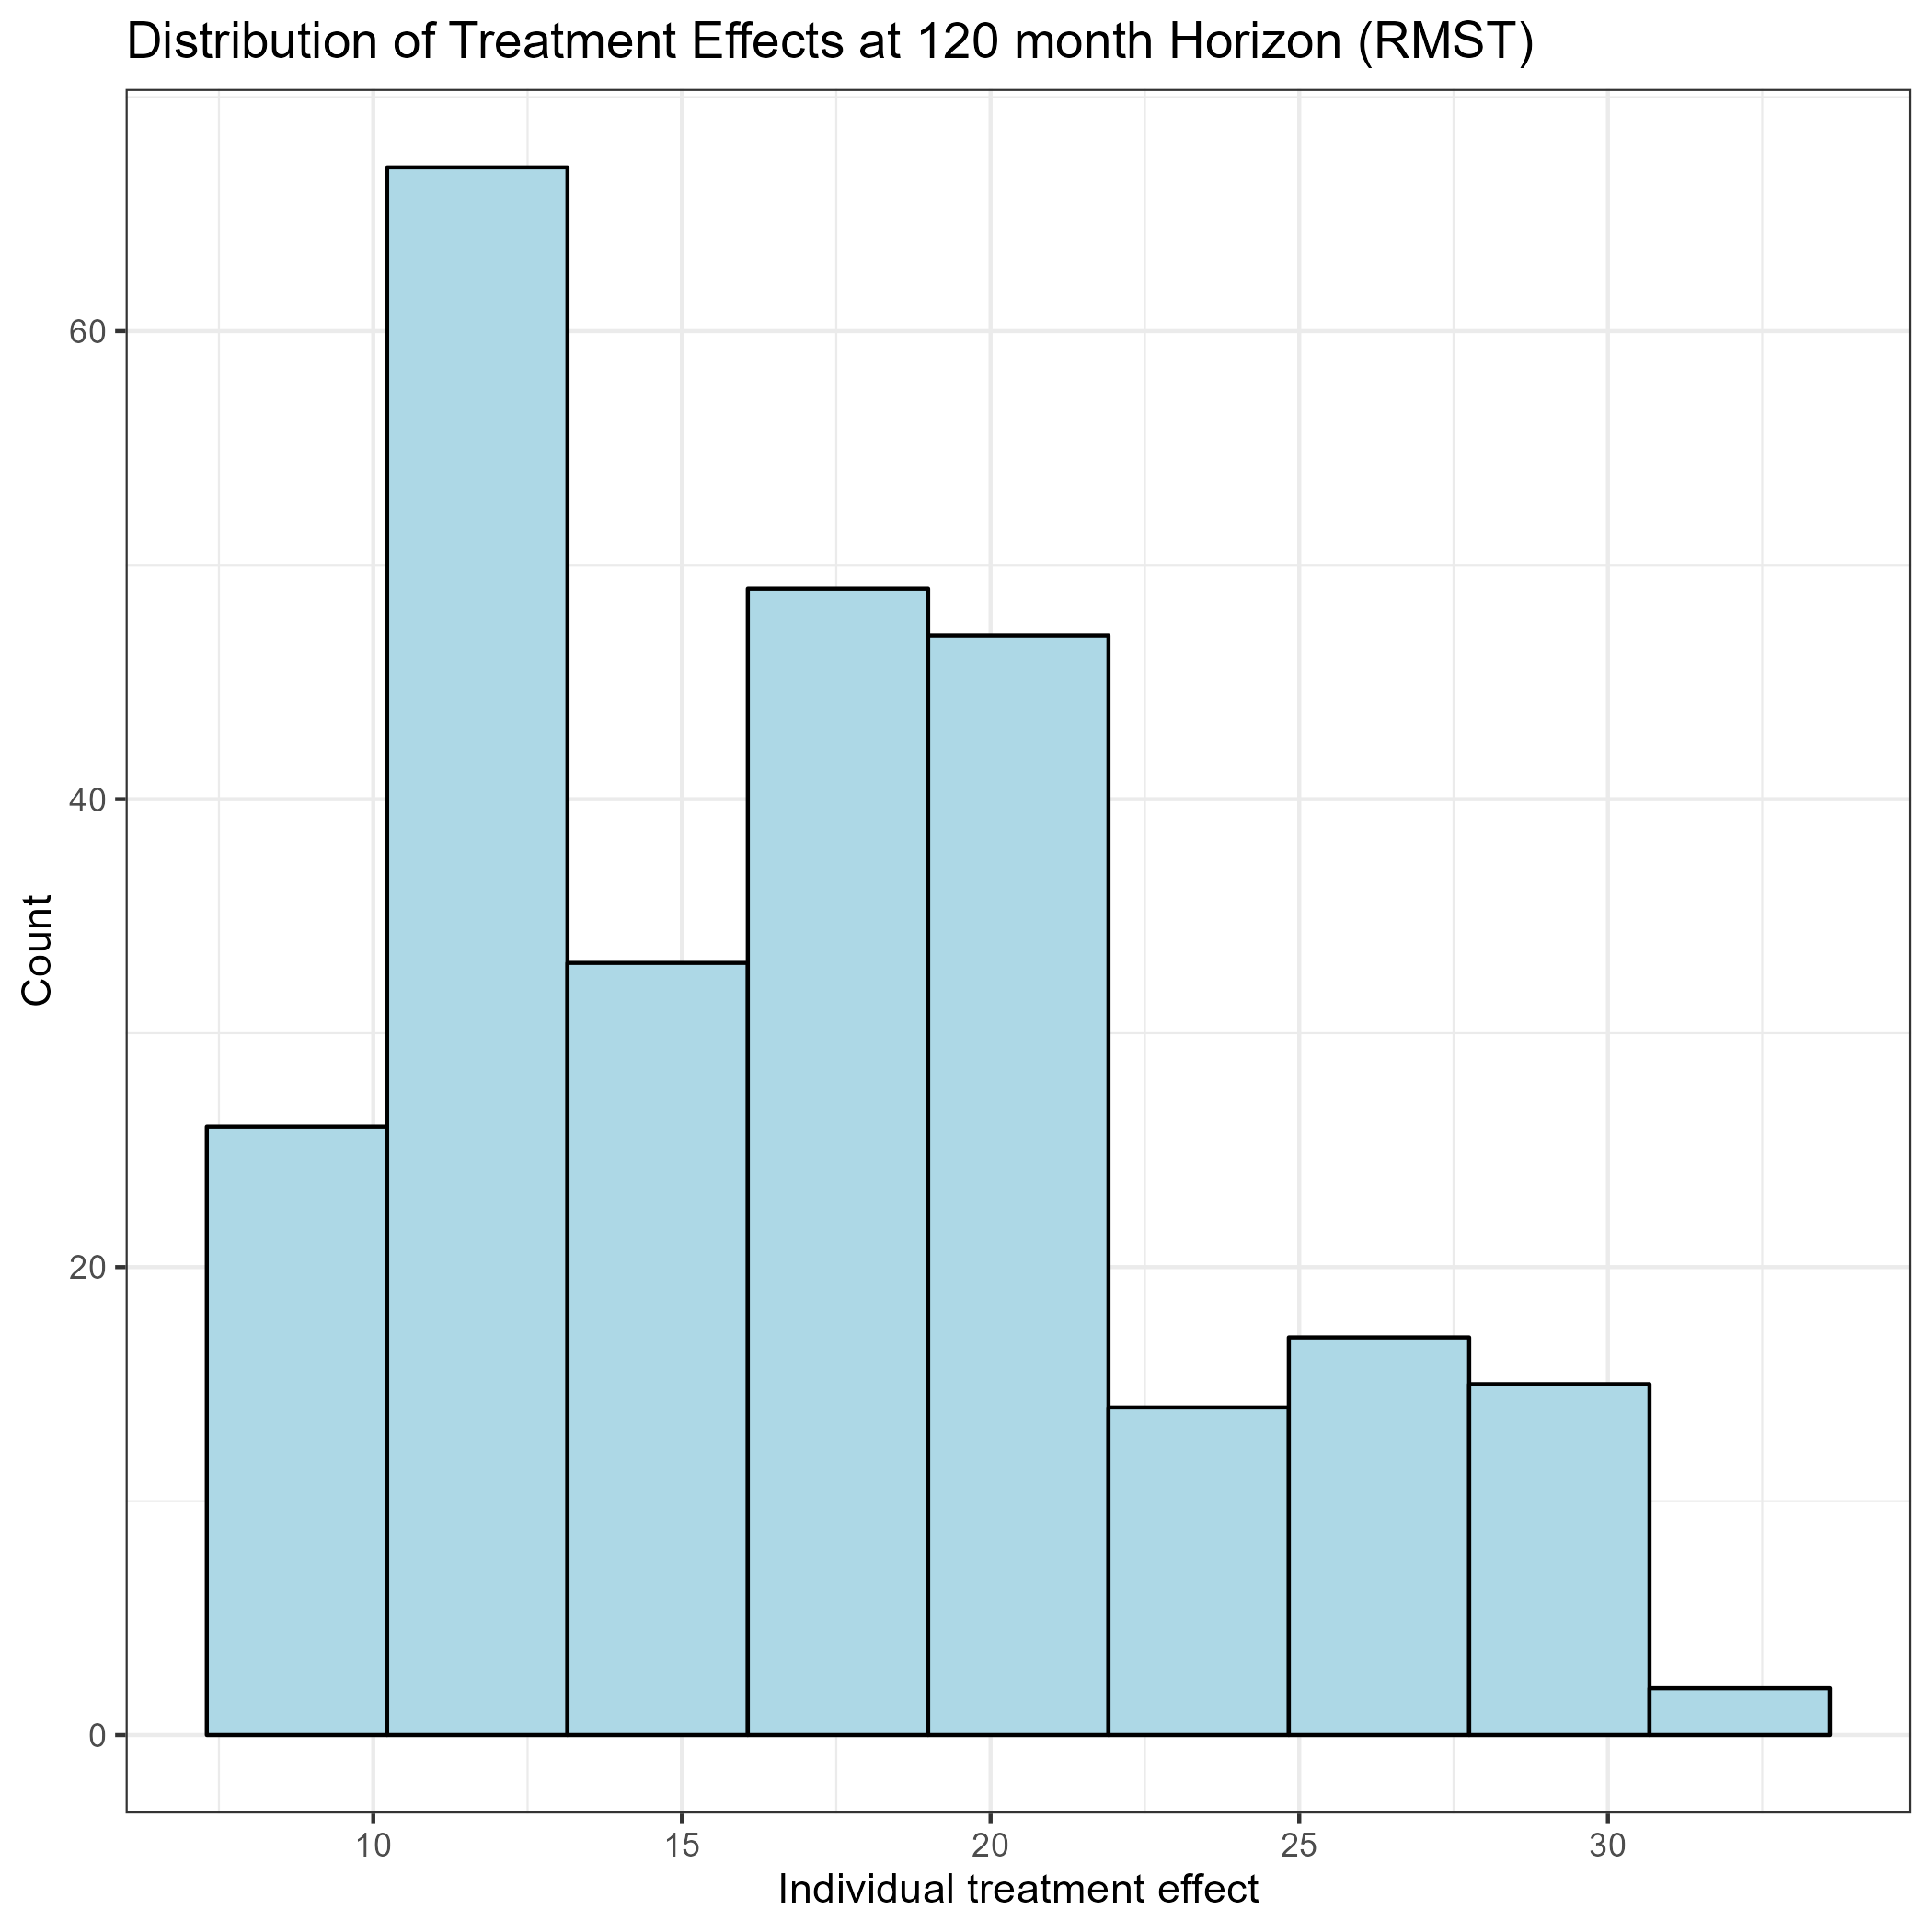 Distribution of Treatment Effects at 120 month Horizon (RMST)
60
40
20
0
Count
10 15 20 25 30
Individual treatment effect